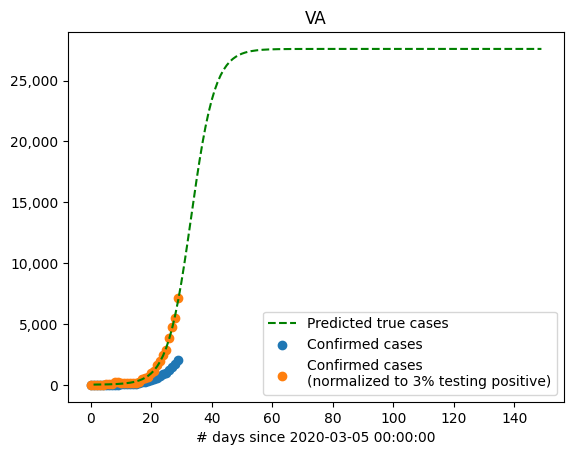 VA
25,000
20,000
15,000
10,000
5,000
0
0 20 40 60 80 100 120 140
# days since 2020-03-05 00:00:00
Predicted true cases
Confirmed cases
Confirmed cases
(normalized to 3% testing positive)